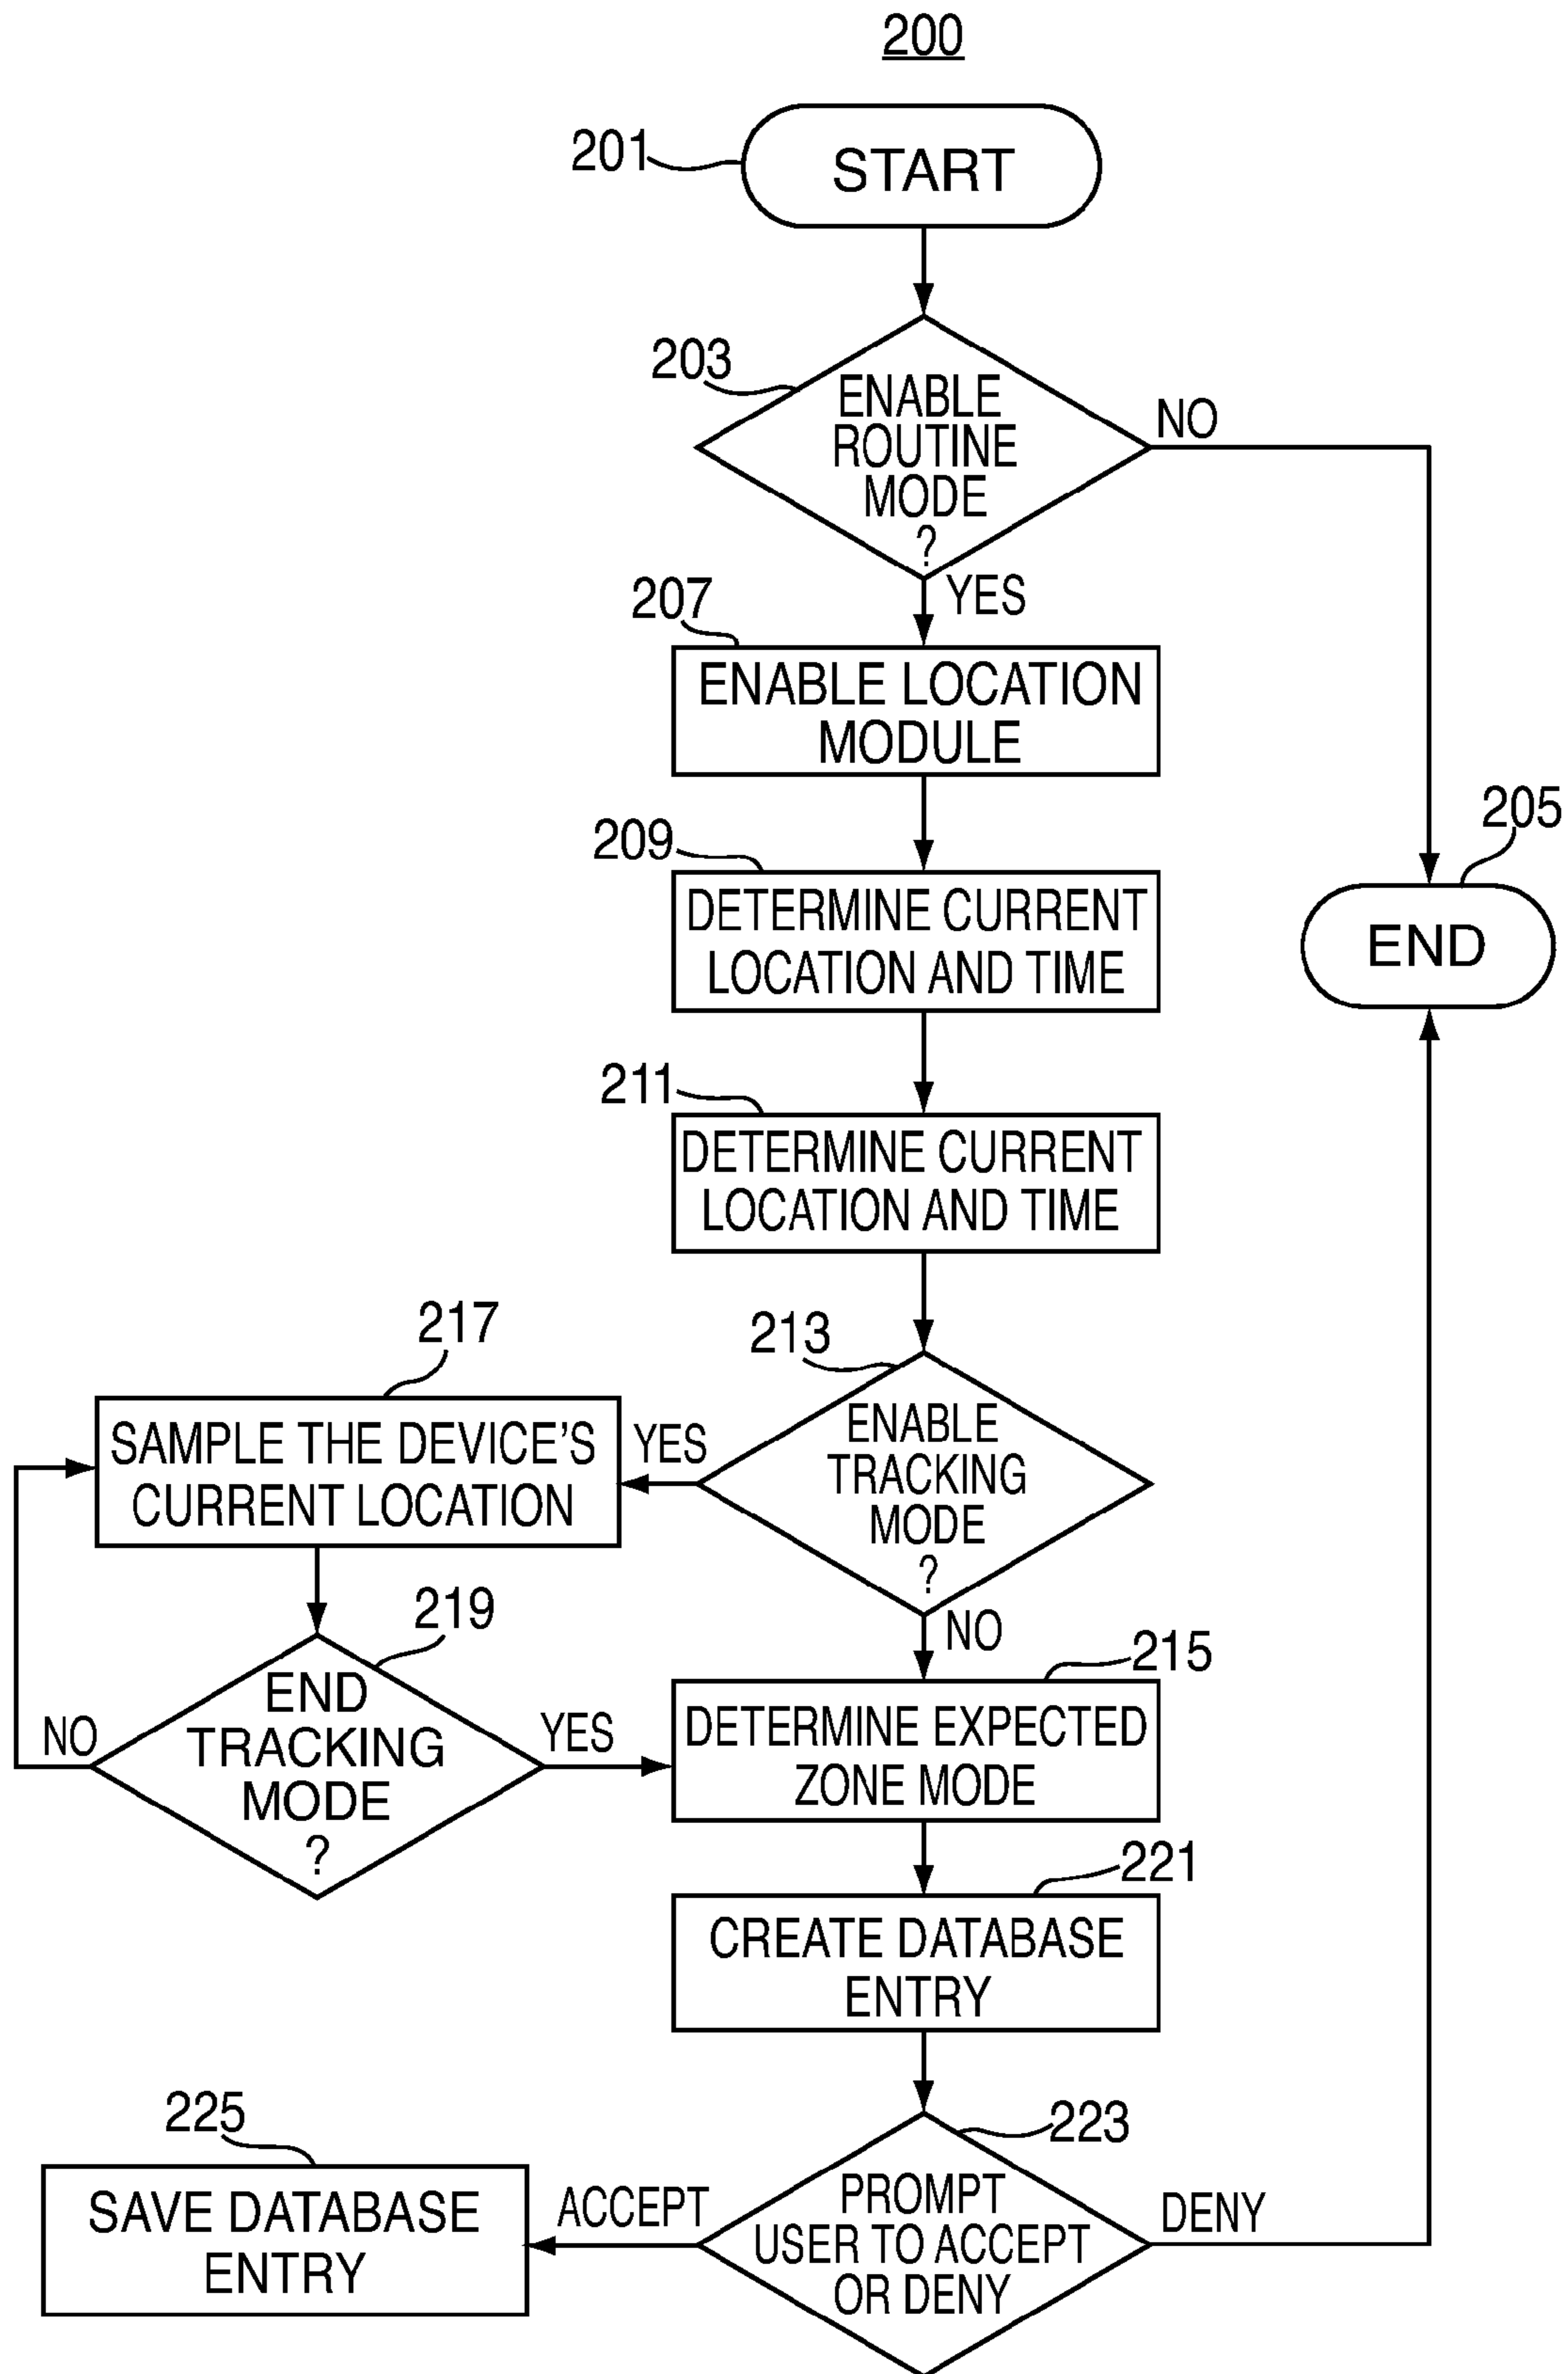 200
201
START
203
ENABLE
ROUTINE
MODE
?
NO
YES
207
ENABLE LOCATION
MODULE
209
DETERMINE CURRENT
LOCATION AND TIME
205
END
211
DETERMINE CURRENT
LOCATION AND TIME
213
ENABLE
TRACKING
MODE
?
YES
NO
217
SAMPLE THE DEVICE'S
CURRENT LOCATION
219
END
TRACKING
MODE
?
NO
YES
215
DETERMINE EXPECTED
ZONE MODE
221
CREATE DATABASE
ENTRY
223
PROMPT
USER TO ACCEPT
OR DENY
ACCEPT
DENY
225
SAVE DATABASE
ENTRY